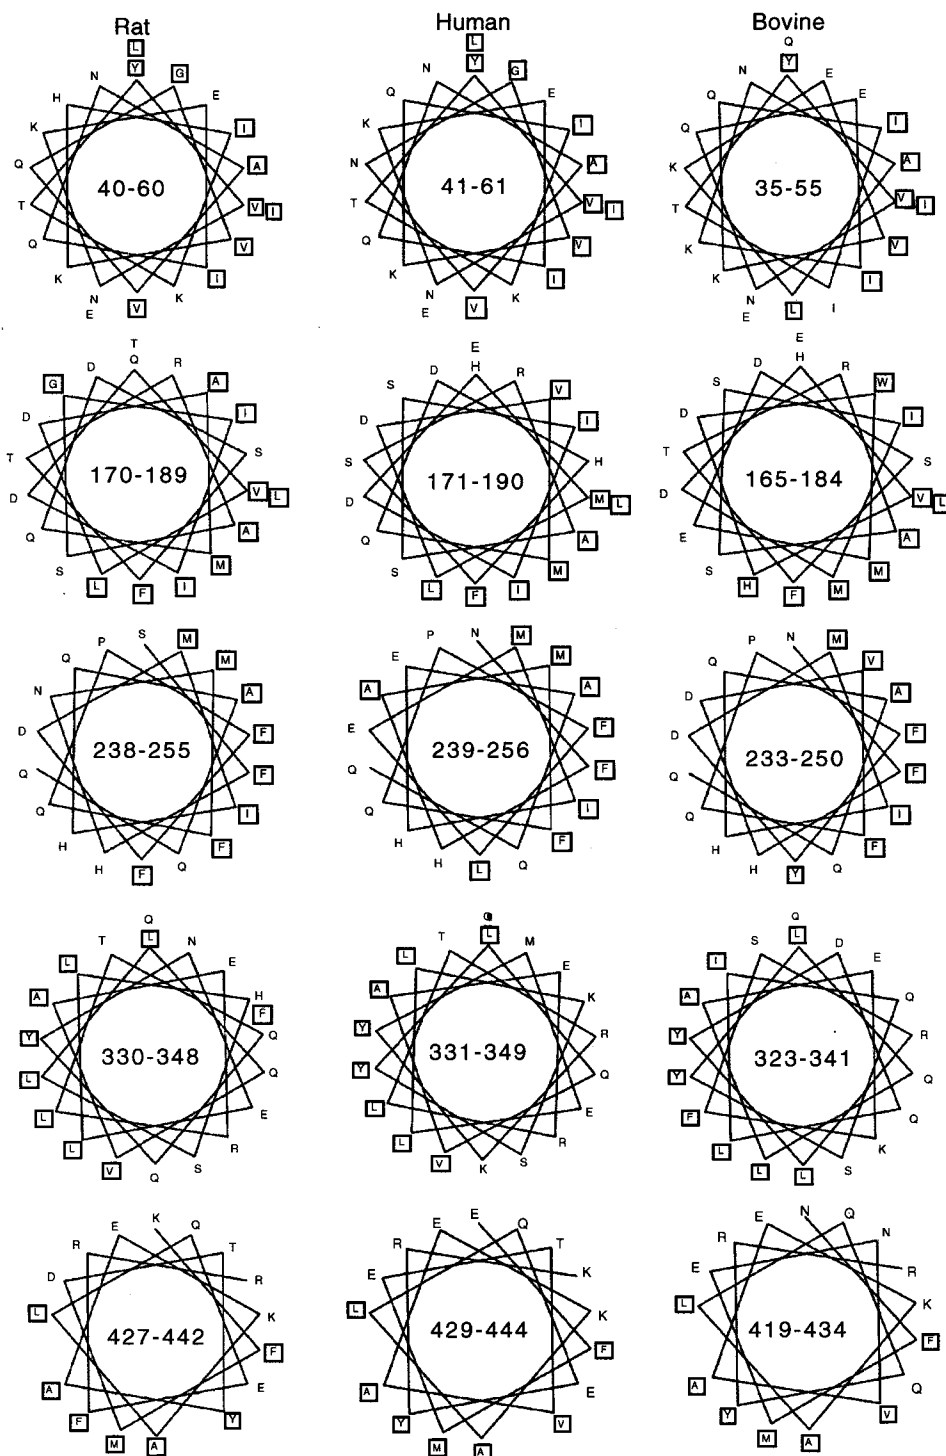 Rat
L
Y G
N
H E
K I
Q A
40-60
T V I
Q V
K I
N K
E V
Human
L
Y G
N
Q E
K I
N A
41-61
T V I
Q V
K I
N K
E V
Bovine
Q
Y E
N
Q E
Q I
K A
35-55
T V I
K V
K I
N
E L I
T
D Q R
G A
D I
T S
170-189
D V L
Q A
S M
L F I
E
D H R
S V
D I
S H
171-190
D M L
Q A
S M
L F I
E
D H R
S W
D I
T S
165-184
D V L
E A
S M
H F M
P S M
Q M
N A
D F
238-255
Q F
Q I
H F
H F Q
P N M
E M
A A
E F
239-256
Q F
Q I
H F
H L Q
P N M
Q V
D A
D F
233-250
Q F
Q I
H F
H Y Q
Q
T L N
L E
A H
F
Y Q
330-348
L Q
L E
L R
V Q S
T L M
L E
A K
Y R
331-349
Y Q
L E
L R
V K S
Q
S L D
I E
A Q
Y R
323-341
Y Q
F Q
L K
L L S
E K Q
R T
D R
L K
427-442
F
A E
F Y
M A
E E Q
R T
E K
L K
429-444
F
A E
Y V
M A
E N Q
R N
E R
L K
419-434
F
A Q
Y V
M A